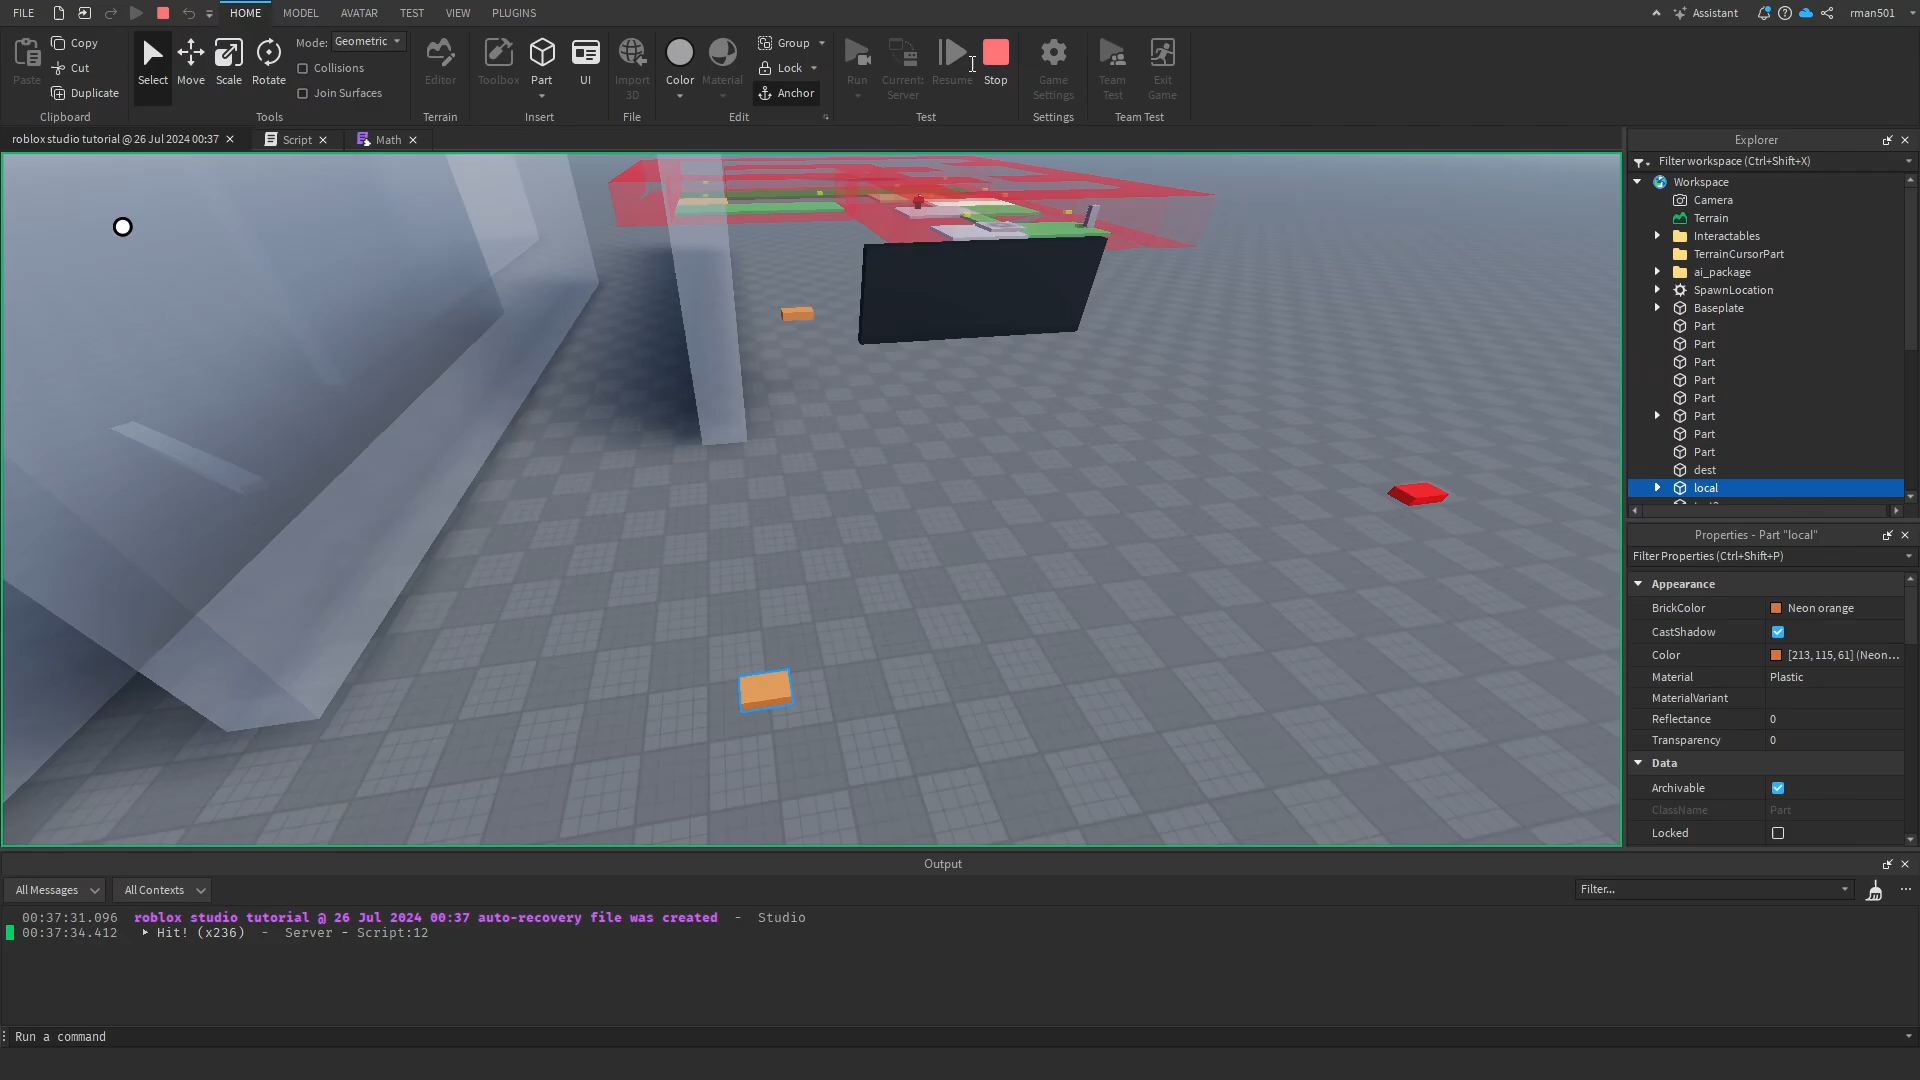 FILE HOME MODEL AVATAR TEST VIEW PLUGINS Assistant rman501
Paste Copy Cut Duplicate Clipboard
Select Move Scale Rotate Mode: Geometric Collisions Join Surfaces Tools
Editor Terrain
Toolbox Part UI Insert
Import 3D File
Color Material Group Lock Anchor Edit
Run Current: Server Resume Stop Test
Game Settings Settings
Team Test Exit Game Team Test
roblox studio tutorial @ 26 Jul 2024 00:37 Script Math
Explorer
Filter workspace (Ctrl+Shift+X)
Workspace
Camera
Terrain
Interactables
TerrainCursorPart
ai_package
SpawnLocation
Baseplate
Part
Part
Part
Part
Part
Part
Part
Part
dest
local
Properties - Part "local"
Filter Properties (Ctrl+Shift+P)
Appearance
BrickColor Neon orange
CastShadow
Color [213, 115, 61] (Neon...
Material Plastic
MaterialVariant
Reflectance 0
Transparency 0
Data
Archivable
ClassName Part
Locked
Output
All Messages All Contexts Filter...
00:37:31.096 roblox studio tutorial @ 26 Jul 2024 00:37 auto-recovery file was created - Studio
00:37:34.412 Hit! (x236) - Server - Script:12
Run a command